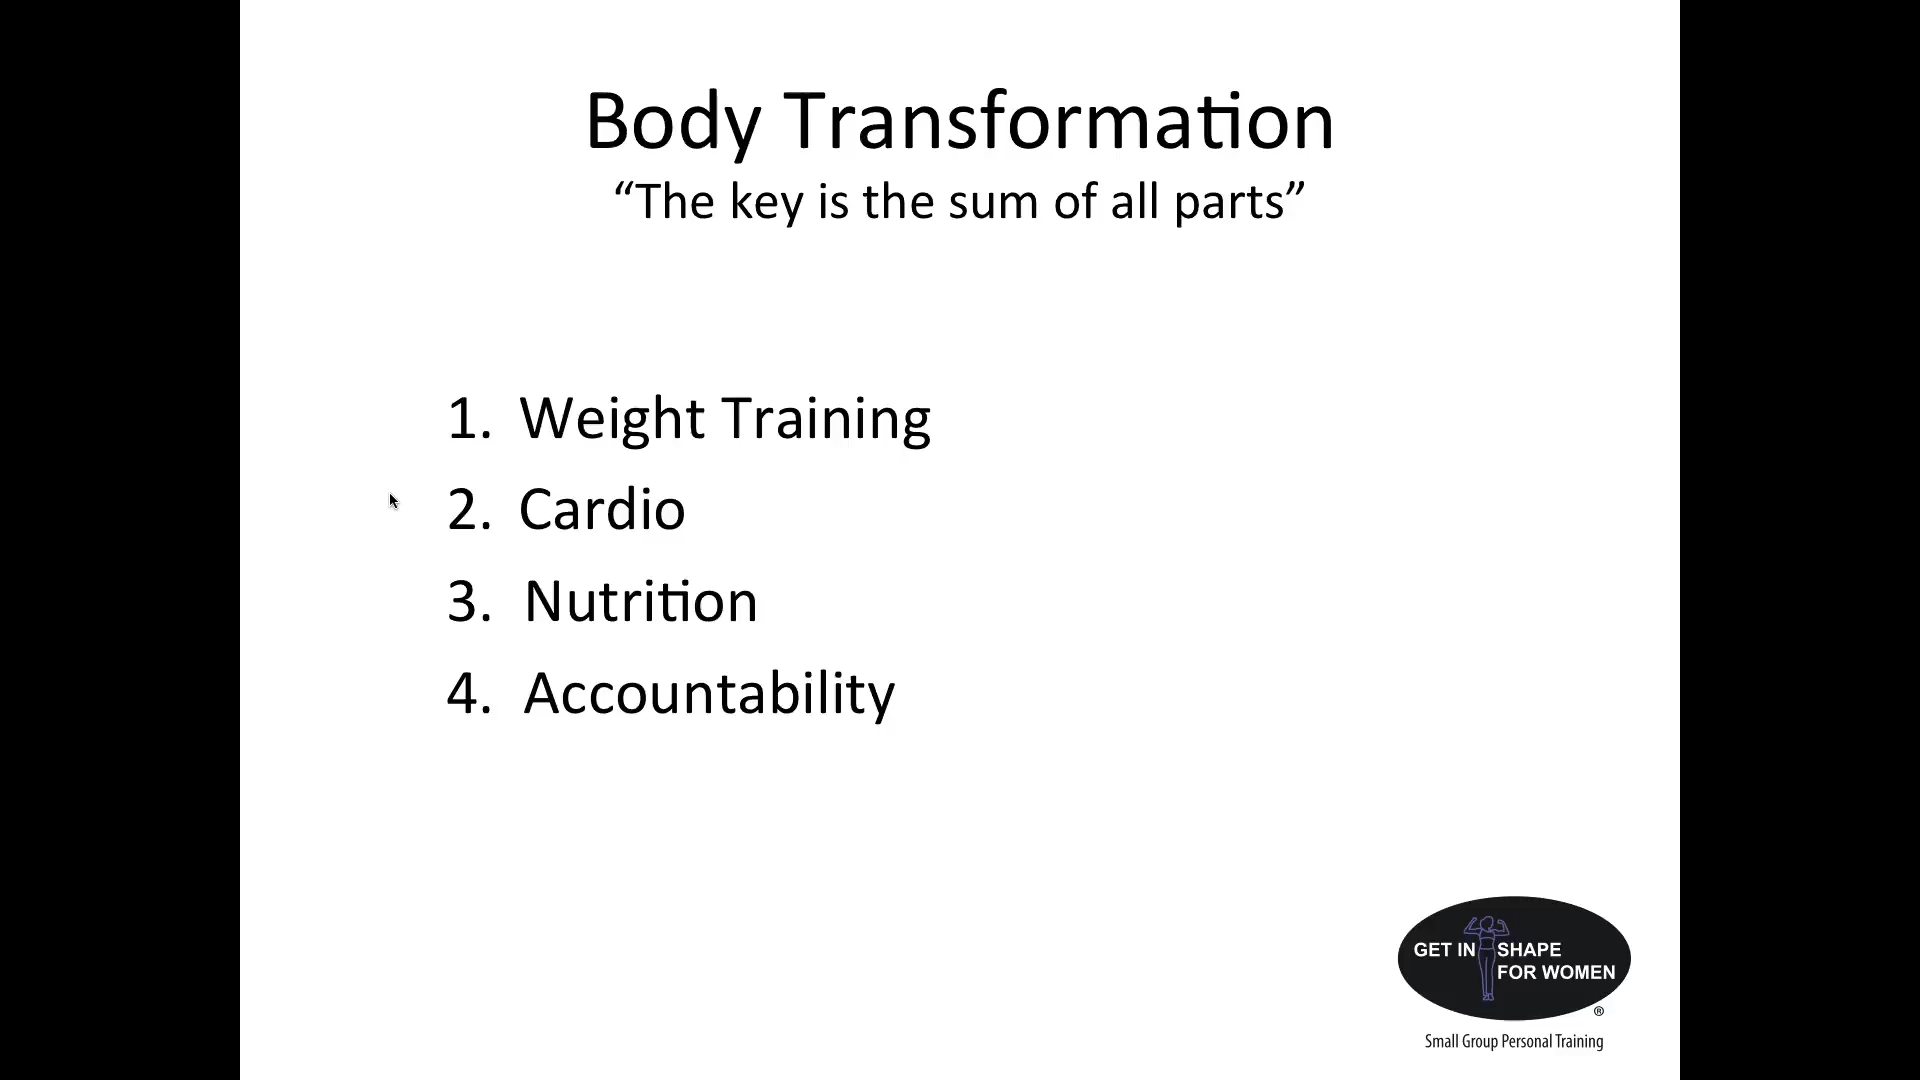 Body Transformation
“The key is the sum of all parts”
1. Weight Training
2. Cardio
3. Nutrition
4. Accountability
GET IN SHAPE
FOR WOMEN
®
Small Group Personal Training